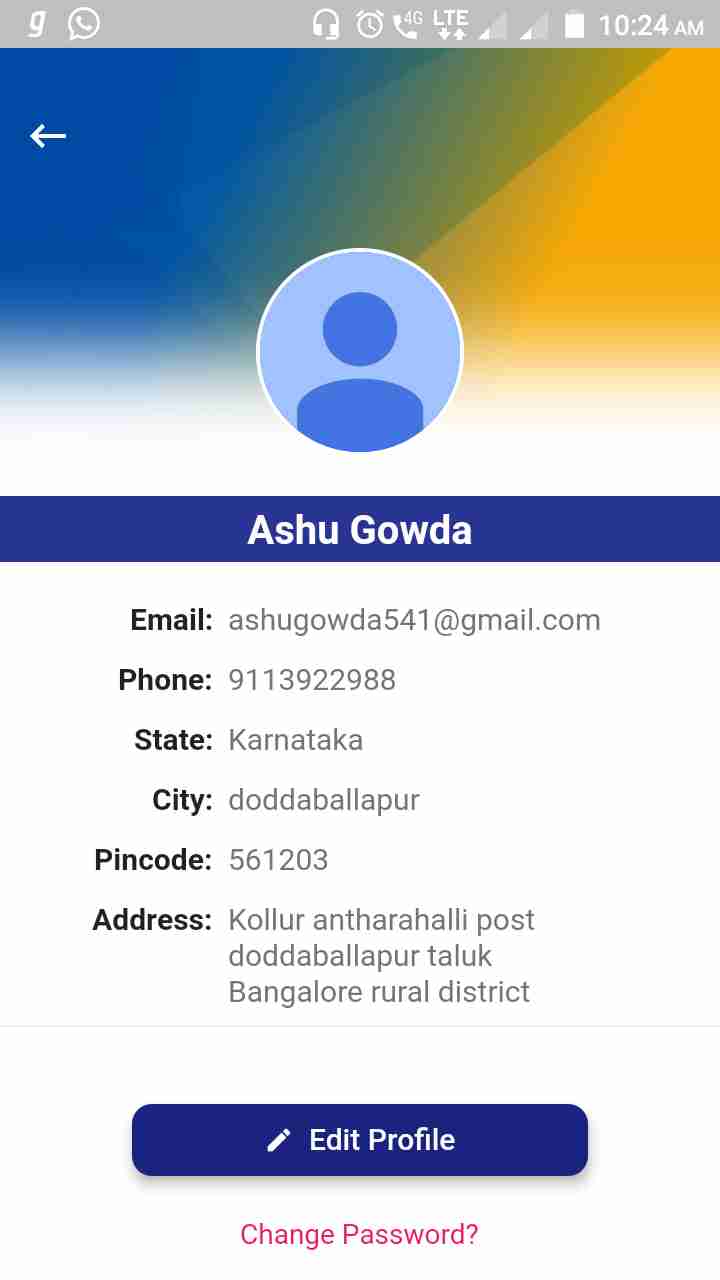 g 4G LTE 10:24 AM
Ashu Gowda
Email: ashugowda541@gmail.com
Phone: 9113922988
State: Karnataka
City: doddaballapur
Pincode: 561203
Address: Kollur antharahalli post
doddaballapur taluk
Bangalore rural district
Edit Profile
Change Password?